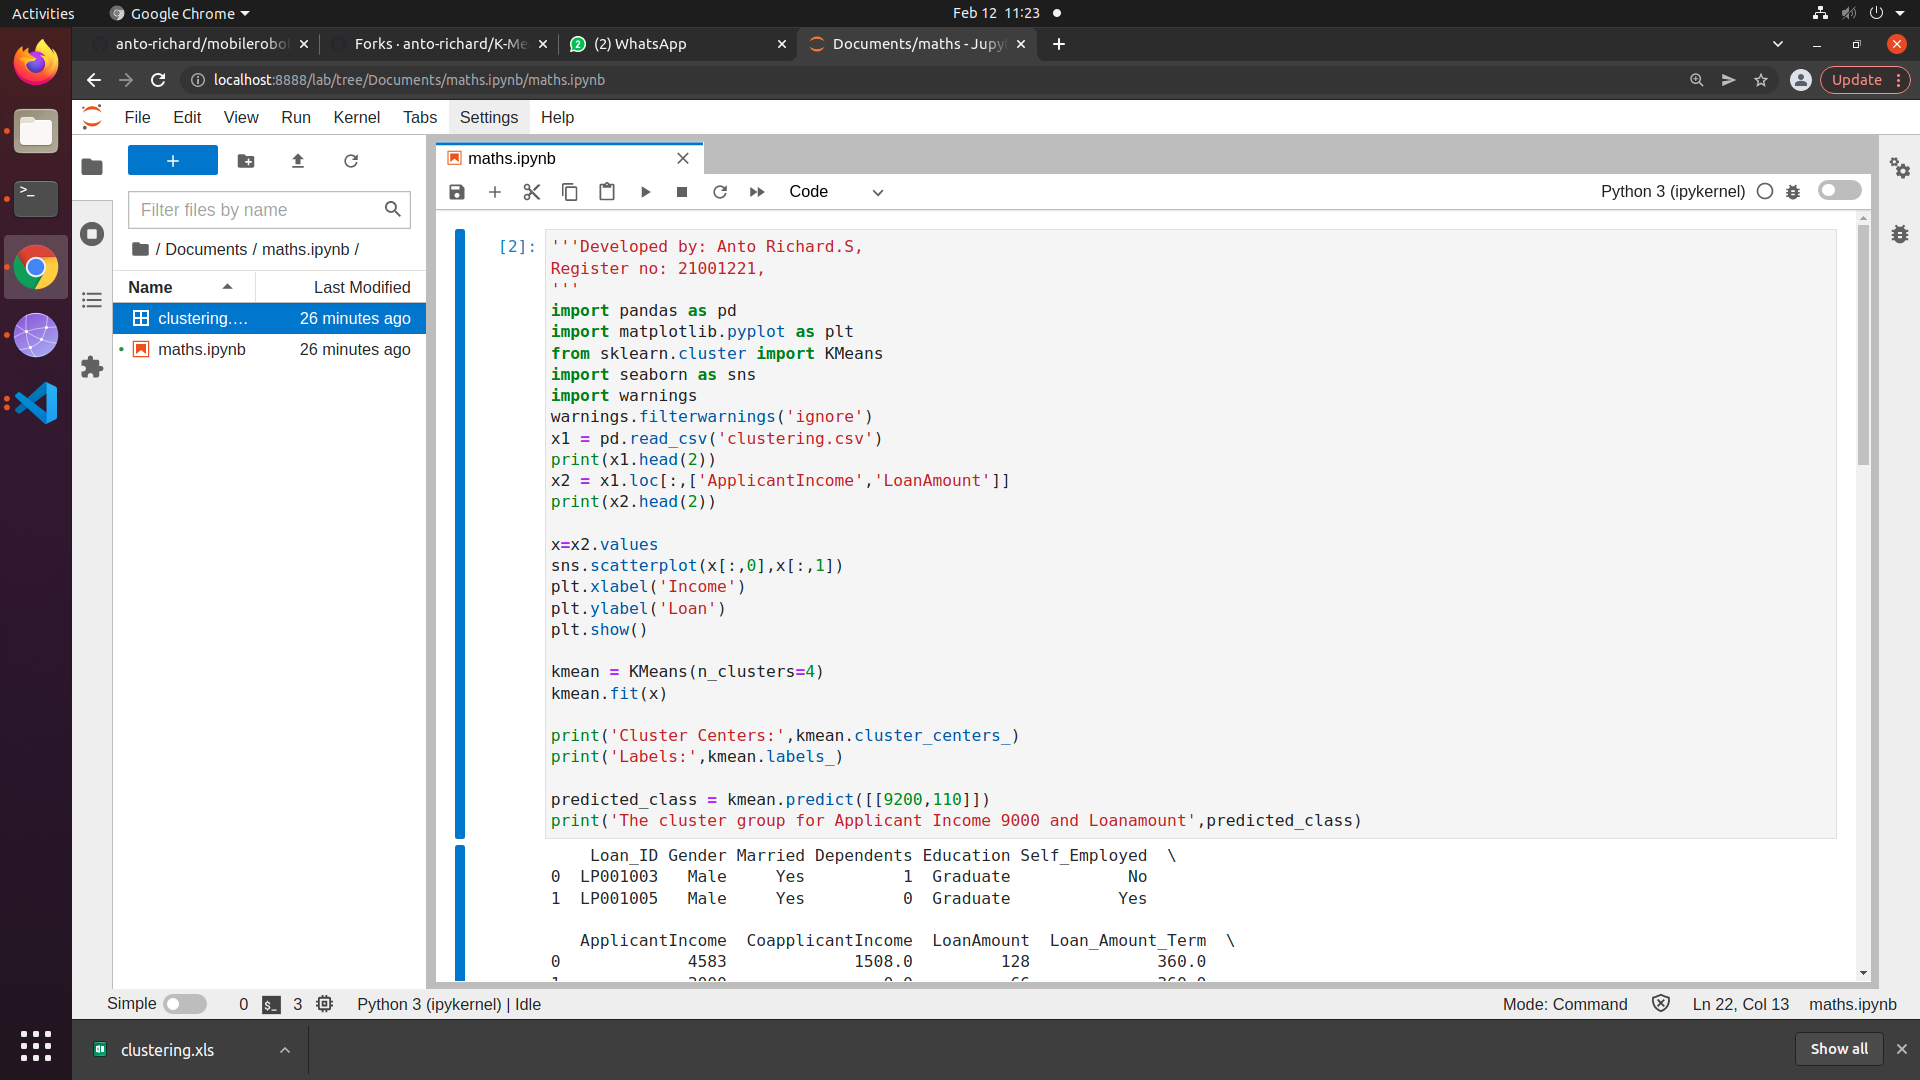 Activities
Google Chrome
Feb 12 11:23
anto-richard/mobilerobo
Forks · anto-richard/K-Me
(2) WhatsApp
Documents/maths - Jupy
localhost:8888/lab/tree/Documents/maths.ipynb/maths.ipynb
Update
File Edit View Run Kernel Tabs Settings Help
maths.ipynb
Filter files by name
Code
Python 3 (ipykernel)
/ Documents / maths.ipynb /
Name Last Modified
clustering.... 26 minutes ago
maths.ipynb 26 minutes ago
[2]:
'''Developed by: Anto Richard.S,
Register no: 21001221,
'''
import pandas as pd
import matplotlib.pyplot as plt
from sklearn.cluster import KMeans
import seaborn as sns
import warnings
warnings.filterwarnings('ignore')
x1 = pd.read_csv('clustering.csv')
print(x1.head(2))
x2 = x1.loc[:,['ApplicantIncome','LoanAmount']]
print(x2.head(2))
x=x2.values
sns.scatterplot(x[:,0],x[:,1])
plt.xlabel('Income')
plt.ylabel('Loan')
plt.show()
kmean = KMeans(n_clusters=4)
kmean.fit(x)
print('Cluster Centers:',kmean.cluster_centers_)
print('Labels:',kmean.labels_)
predicted_class = kmean.predict([[9200,110]])
print('The cluster group for Applicant Income 9000 and Loanamount',predicted_class)
Loan_ID Gender Married Dependents Education Self_Employed \
0 LP001003 Male Yes 1 Graduate No
1 LP001005 Male Yes 0 Graduate Yes
ApplicantIncome CoapplicantIncome LoanAmount Loan_Amount_Term \
0 4583 1508.0 128 360.0
Simple 0 3 Python 3 (ipykernel) | Idle
Mode: Command Ln 22, Col 13 maths.ipynb
clustering.xls
Show all